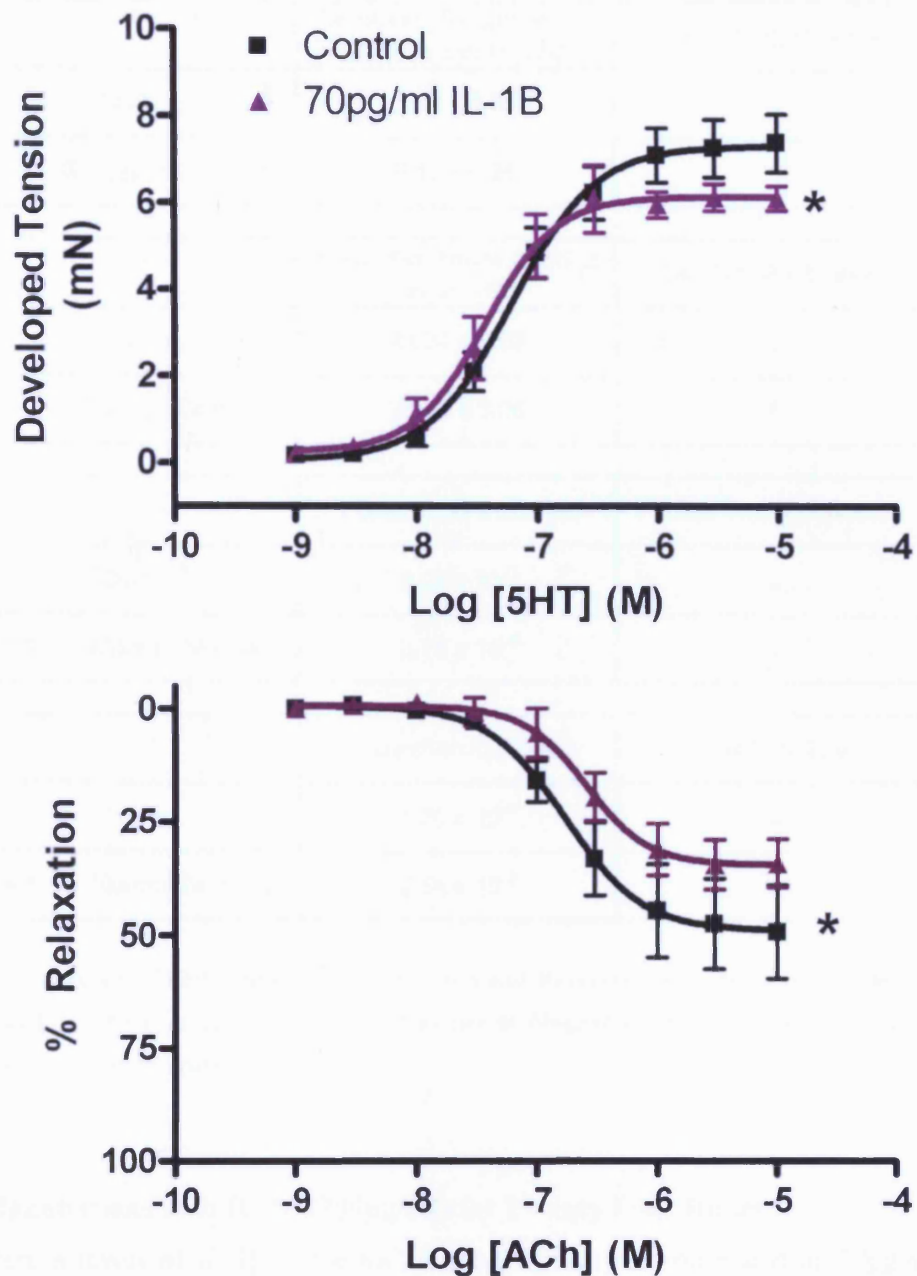 Control
70pg/ml IL-1B
Developed Tension
(mN)
10
8
6
4
2
0
*
-10 -9 -8 -7 -6 -5 -4
Log [5HT] (M)
% Relaxation
0
25
50
75
100
*
-10 -9 -8 -7 -6 -5 -4
Log [ACh] (M)